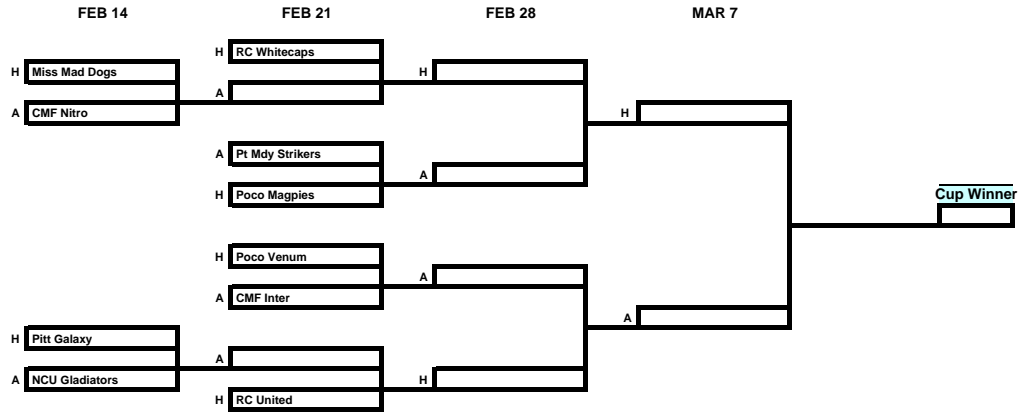 FEB 14 FEB 21 FEB 28 MAR 7
H RC Whitecaps
H Miss Mad Dogs H
A
A CMF Nitro H
A Pt Mdy Strikers
A
H Poco Magpies Cup Winner
H Poco Venum
A
A CMF Inter
A
H Pitt Galaxy
A
A NCU Gladiators H
H RC United